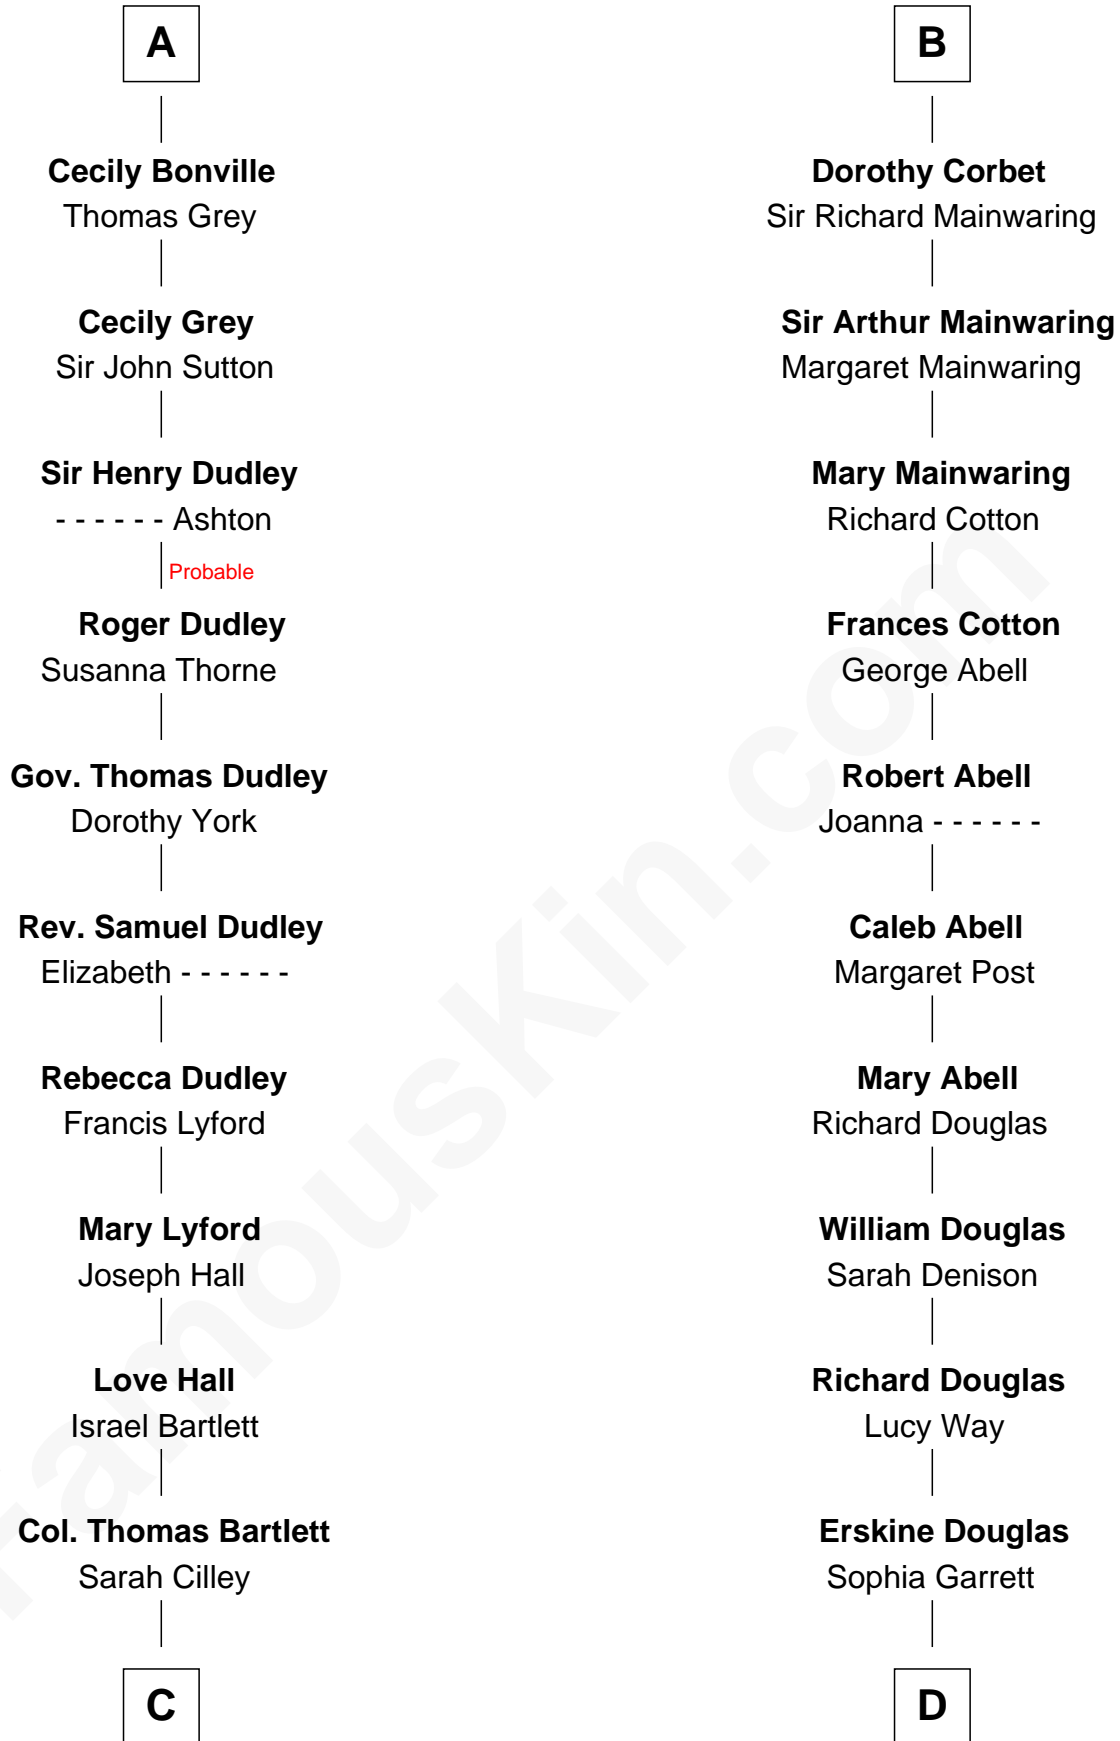 A
Cecily Bonville
Thomas Grey
Cecily Grey
Sir John Sutton
Sir Henry Dudley
- - - - - - Ashton
Probable
Roger Dudley
Susanna Thorne
Gov. Thomas Dudley
Dorothy York
Rev. Samuel Dudley
Elizabeth - - - - - -
Rebecca Dudley
Francis Lyford
Mary Lyford
Joseph Hall
Love Hall
Israel Bartlett
Col. Thomas Bartlett
Sarah Cilley
C
B
Dorothy Corbet
Sir Richard Mainwaring
Sir Arthur Mainwaring
Margaret Mainwaring
Mary Mainwaring
Richard Cotton
Frances Cotton
George Abell
Robert Abell
Joanna - - - - - -
Caleb Abell
Margaret Post
Mary Abell
Richard Douglas
William Douglas
Sarah Denison
Richard Douglas
Lucy Way
Erskine Douglas
Sophia Garrett
D
FamousKin.com